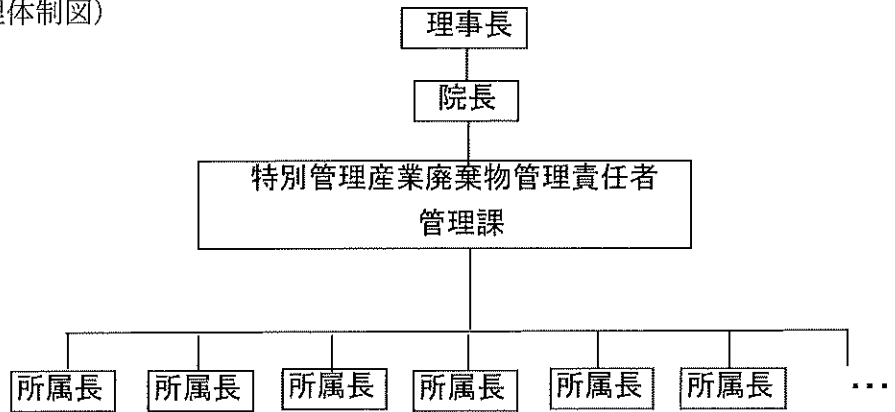 理体制図)
理事長
院長
特別管理産業廃棄物管理責任者
管理課
所属長 所属長 所属長 所属長 所属長 所属長 …